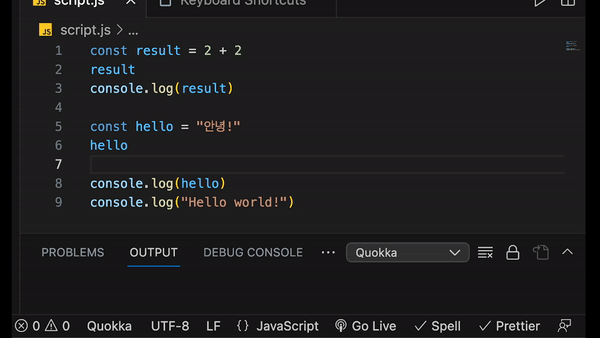 JS script.js × Keyboard Shortcuts
JS script.js > ...
1 const result = 2 + 2
2 result
3 console.log(result)
4
5 const hello = "안녕!"
6 hello
7
8 console.log(hello)
9 console.log("Hello world!")
PROBLEMS OUTPUT DEBUG CONSOLE ... Quokka
0 0 Quokka UTF-8 LF {} JavaScript Go Live ✓ Spell ✓ Prettier